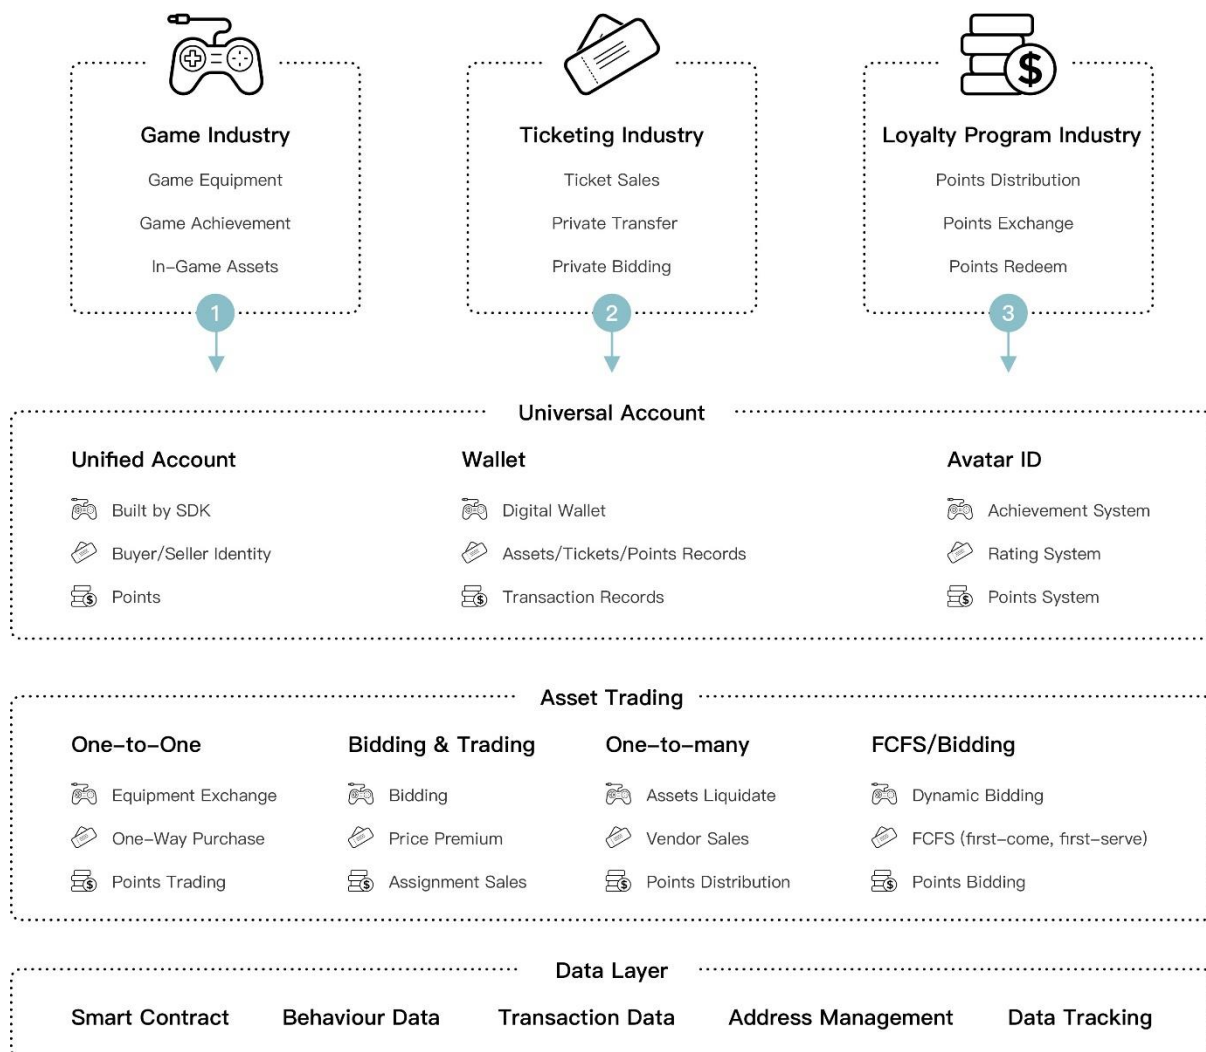 Game Industry
Game Equipment
Game Achievement
In-Game Assets
1
Ticketing Industry
Ticket Sales
Private Transfer
Private Bidding
2
$
Loyalty Program Industry
Points Distribution
Points Exchange
Points Redeem
3
Universal Account
Unified Account
Built by SDK
Buyer/Seller Identity
$ Points
Wallet
Digital Wallet
Assets/Tickets/Points Records
$ Transaction Records
Avatar ID
Achievement System
Rating System
$ Points System
Asset Trading
One-to-One
Equipment Exchange
One-Way Purchase
$ Points Trading
Bidding & Trading
Bidding
Price Premium
$ Assignment Sales
One-to-many
Assets Liquidate
Vendor Sales
$ Points Distribution
FCFS/Bidding
Dynamic Bidding
FCFS (first-come, first-serve)
$ Points Bidding
Data Layer
Smart Contract
Behaviour Data
Transaction Data
Address Management
Data Tracking